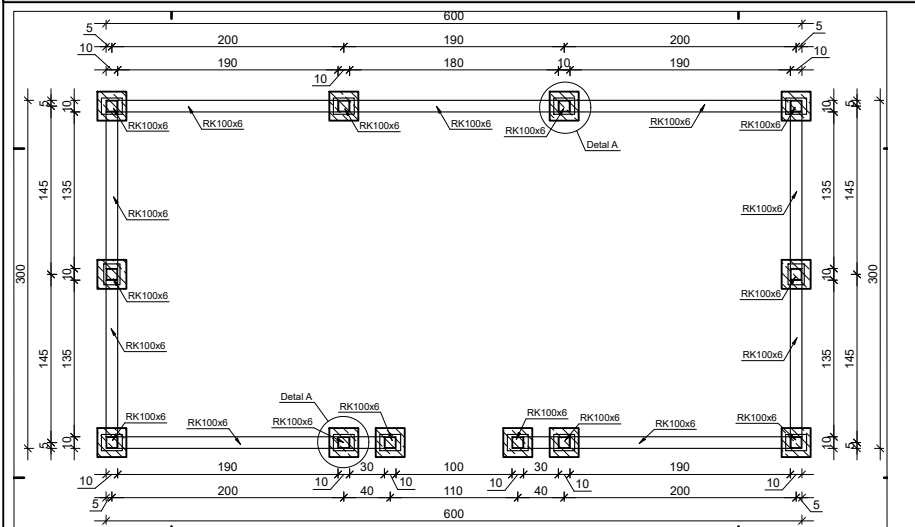 600
5 200 190 200 5
10 190 10 180 10 190 10
5 10 RK100x6 RK100x6 RK100x6 RK100x6 RK100x6 RK100x6 RK100x6 10 5
Detal A
145 135 RK100x6 RK100x6 135 145
300 10 RK100x6 RK100x6 10 300
145 135 RK100x6 RK100x6 135 145
Detal A
RK100x6 RK100x6 RK100x6 RK100x6 RK100x6 RK100x6 RK100x6 RK100x6
5 10 10 5
190 30 100 30 190
10 10 10 10 10 10
200 40 110 40 200
5 5
600